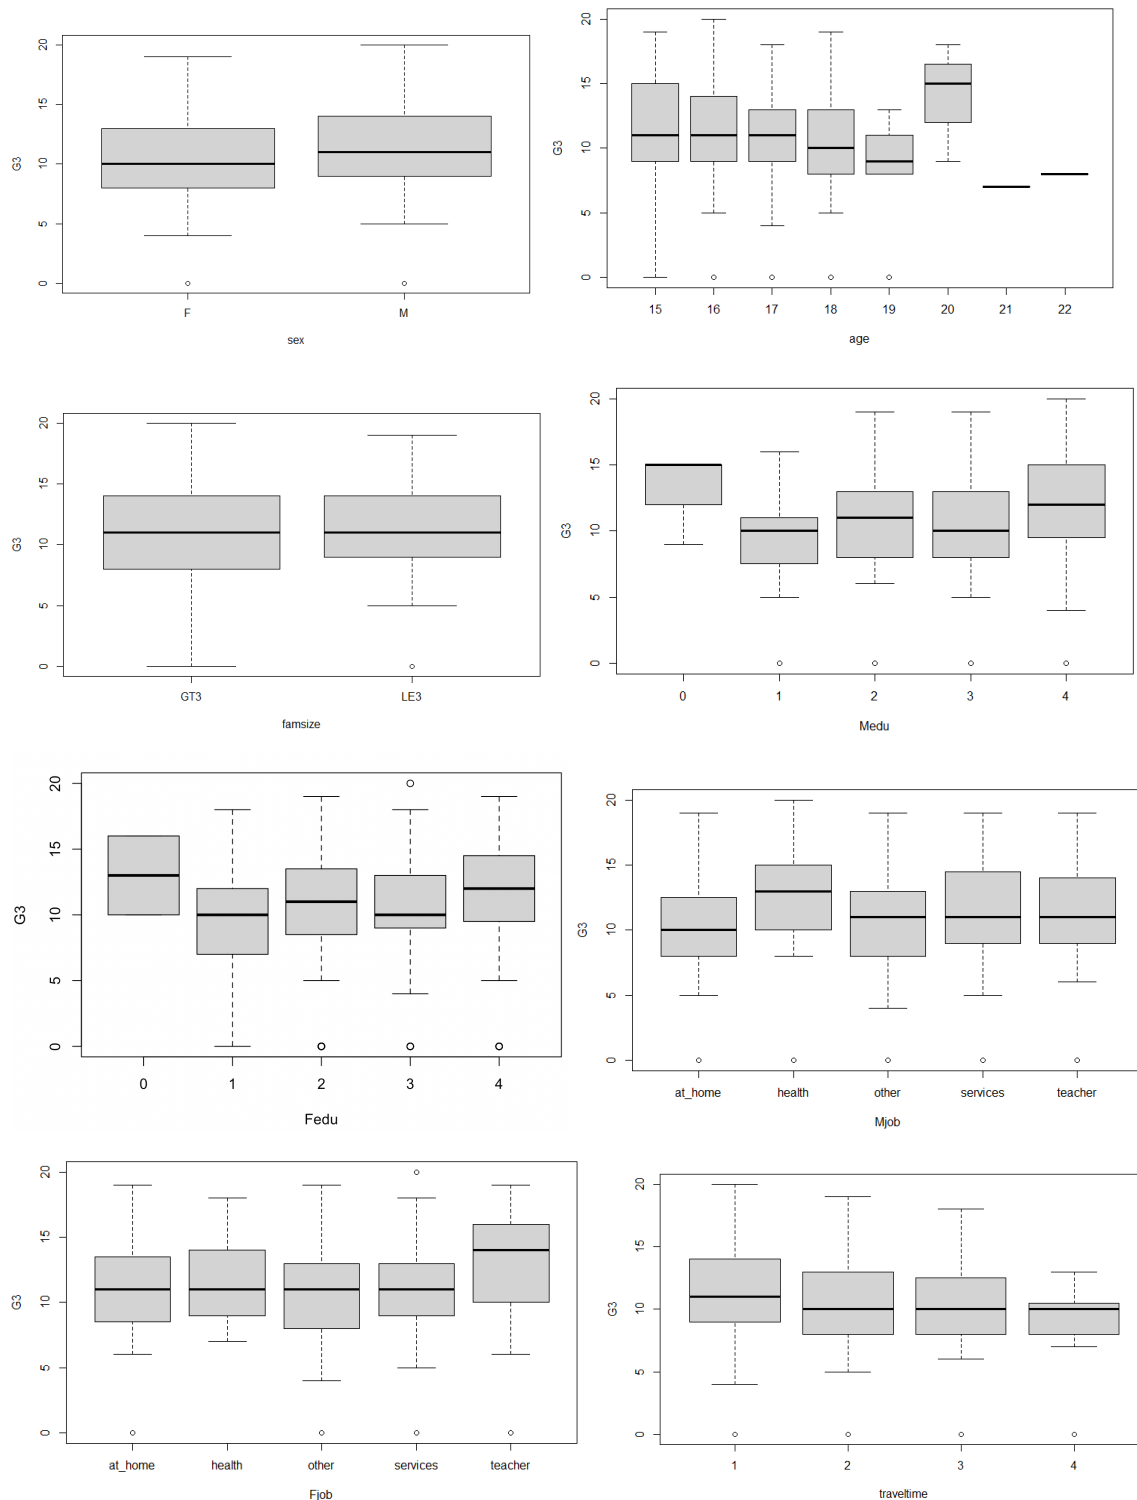 20
15
10
5
0
G3
F M
sex
20
15
10
5
0
G3
15 16 17 18 19 20 21 22
age
20
15
10
5
0
G3
GT3 LE3
famsize
20
15
10
5
0
G3
0 1 2 3 4
Medu
20
15
10
5
0
G3
0 1 2 3 4
Fedu
20
15
10
5
0
G3
at_home health other services teacher
Mjob
20
15
10
5
0
G3
at_home health other services teacher
Fjob
20
15
10
5
0
G3
1 2 3 4
traveltime